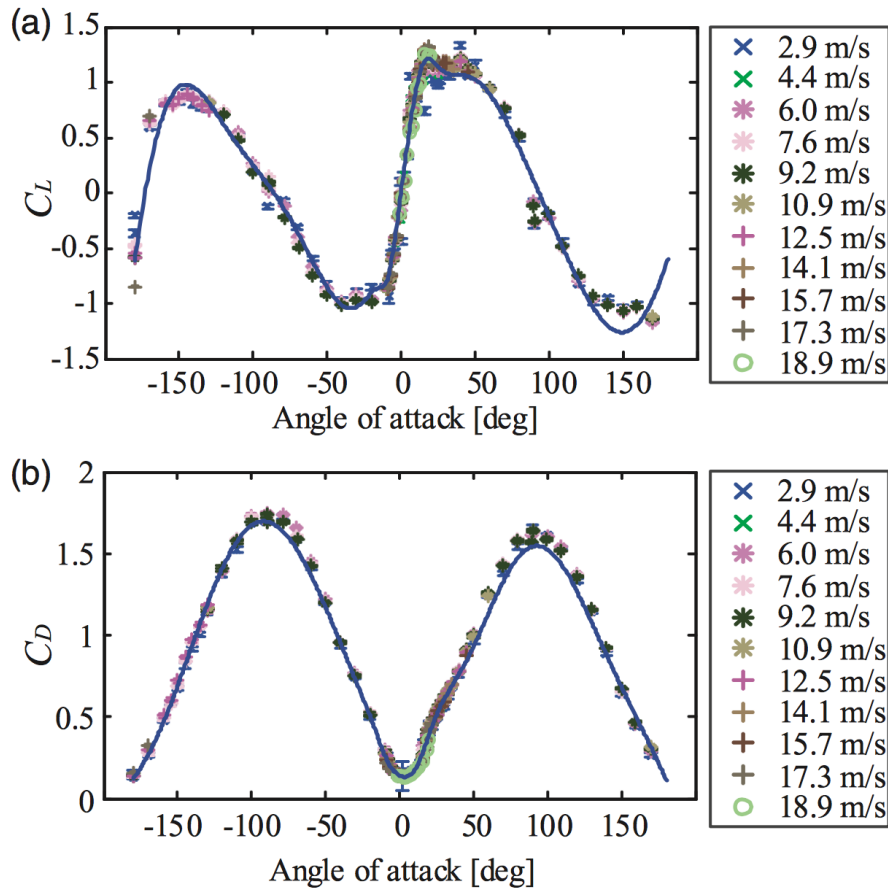 (a)
1.5
1
0.5
0
-0.5
-1
-1.5
C_L
-150 -100 -50 0 50 100 150
Angle of attack [deg]
2.9 m/s
4.4 m/s
6.0 m/s
7.6 m/s
9.2 m/s
10.9 m/s
12.5 m/s
14.1 m/s
15.7 m/s
17.3 m/s
18.9 m/s
(b)
2
1.5
1
0.5
0
C_D
-150 -100 -50 0 50 100 150
Angle of attack [deg]
2.9 m/s
4.4 m/s
6.0 m/s
7.6 m/s
9.2 m/s
10.9 m/s
12.5 m/s
14.1 m/s
15.7 m/s
17.3 m/s
18.9 m/s